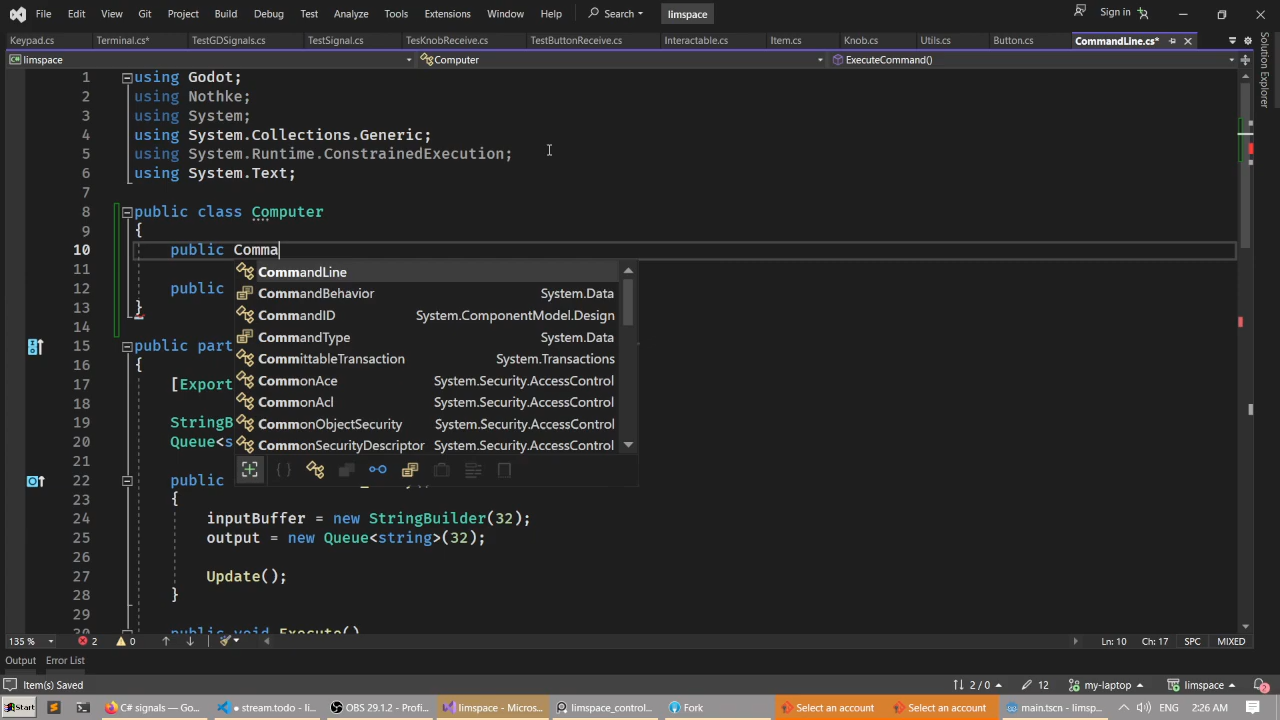 File Edit View Git Project Build Debug Test Analyze Tools Extensions Window Help Search limspace Sign in
Keypad.cs Terminal.cs* TestGDSignals.cs TestSignal.cs TesKnobReceive.cs TestButtonReceive.cs Interactable.cs Item.cs Knob.cs Utils.cs Button.cs CommandLine.cs*
limspace Computer ExecuteCommand()
Solution Explorer
1 using Godot;
2 using Nothke;
3 using System;
4 using System.Collections.Generic;
5 using System.Runtime.ConstrainedExecution;
6 using System.Text;
7
8 public class Computer
9 {
10 public Comma
11
12 public
13 }
14
15 public part
16 {
17 [Export
18
19 StringB
20 Queue<s
21
22 public
23 {
24 inputBuffer = new StringBuilder(32);
25 output = new Queue<string>(32);
26
27 Update();
28 }
29
30 public void Execute()
CommandLine
CommandBehavior System.Data
CommandID System.ComponentModel.Design
CommandType System.Data
CommittableTransaction System.Transactions
CommonAce System.Security.AccessControl
CommonAcl System.Security.AccessControl
CommonObjectSecurity System.Security.AccessControl
CommonSecurityDescriptor System.Security.AccessControl
135 % 2 0 Ln: 10 Ch: 17 SPC MIXED
Output Error List
Item(s) Saved 2 / 0 12 my-laptop limspace 2
Start C# signals — Go... stream.todo - li... OBS 29.1.2 - Profi... limspace - Micros... limspace_control... Fork Select an account Select an account main.tscn - limsp... ENG 2:26 AM